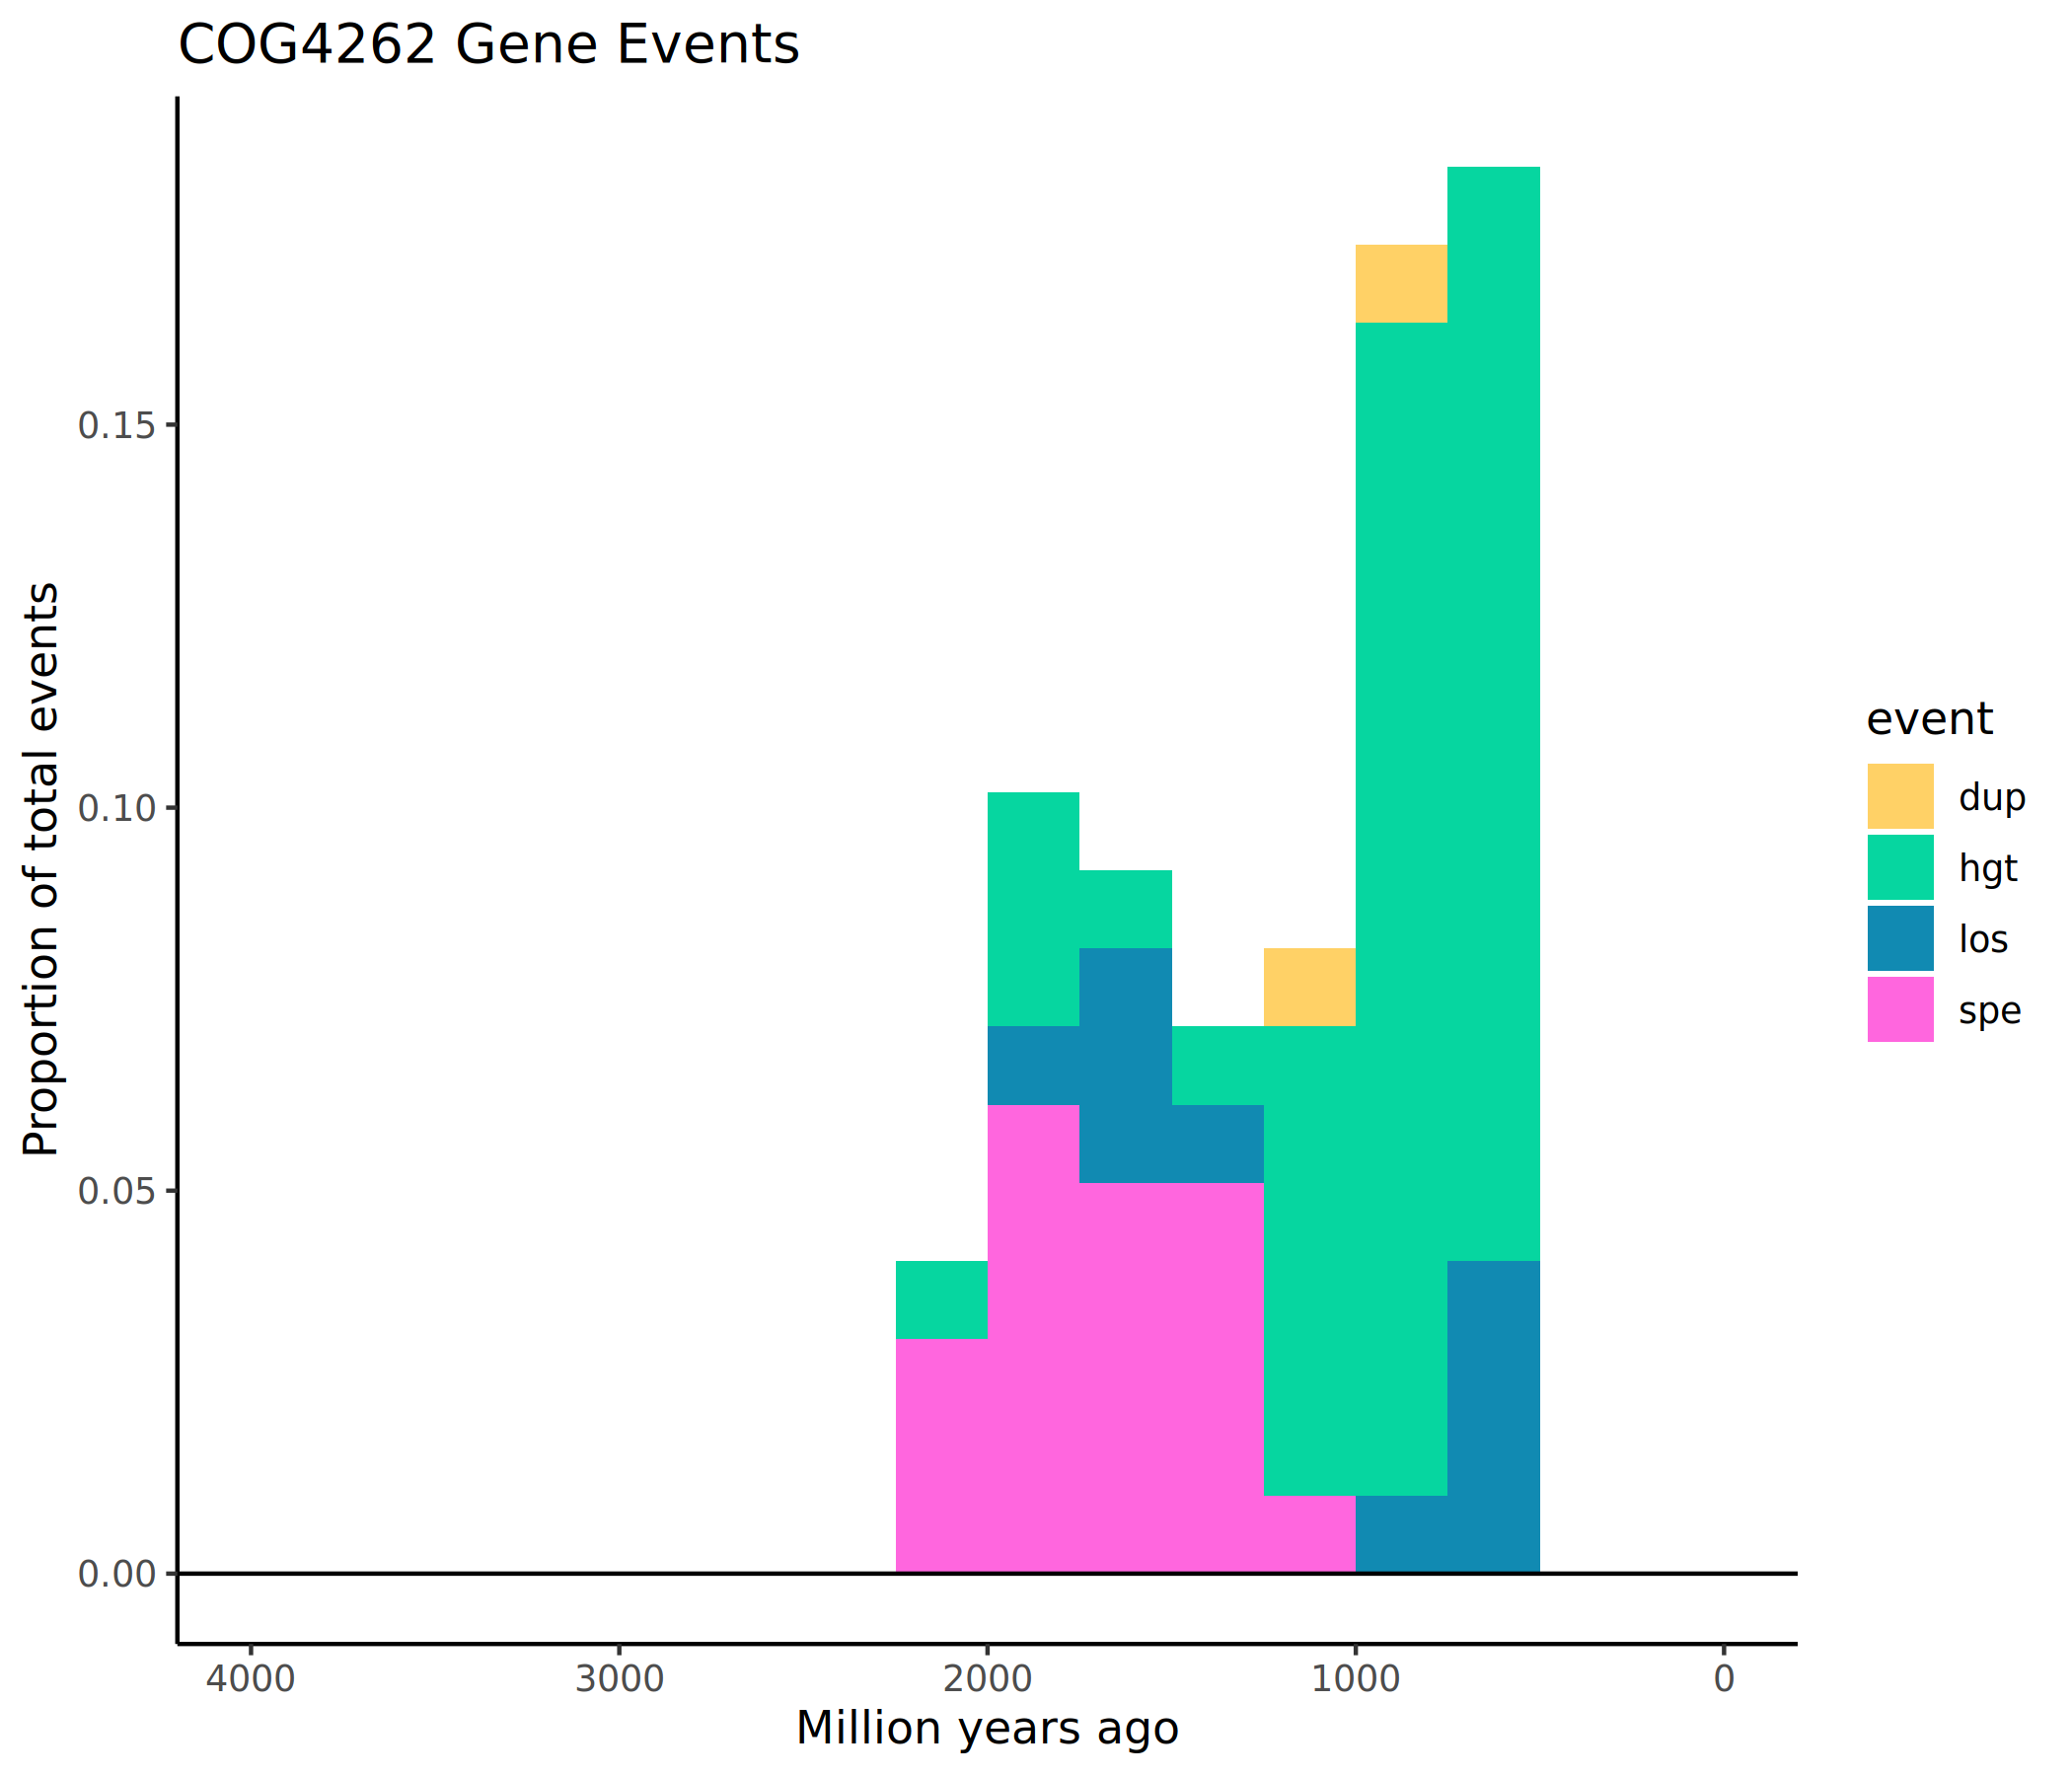 COG4262 Gene Events
Proportion of total events
0.15
0.10
0.05
0.00
4000 3000 2000 1000 0
Million years ago
event
dup
hgt
los
spe